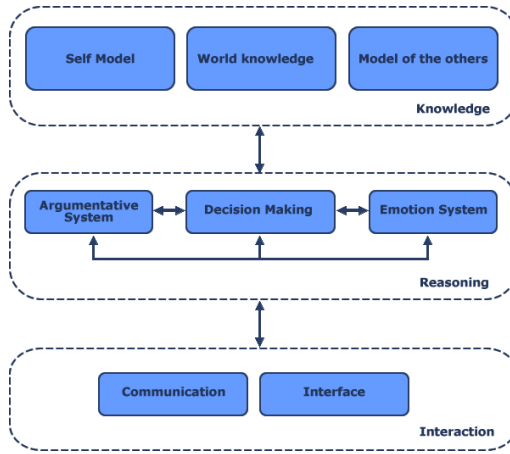 Self Model
World knowledge
Model of the others
Knowledge
Argumentative
System
Decision Making
Emotion System
Reasoning
Communication
Interface
Interaction